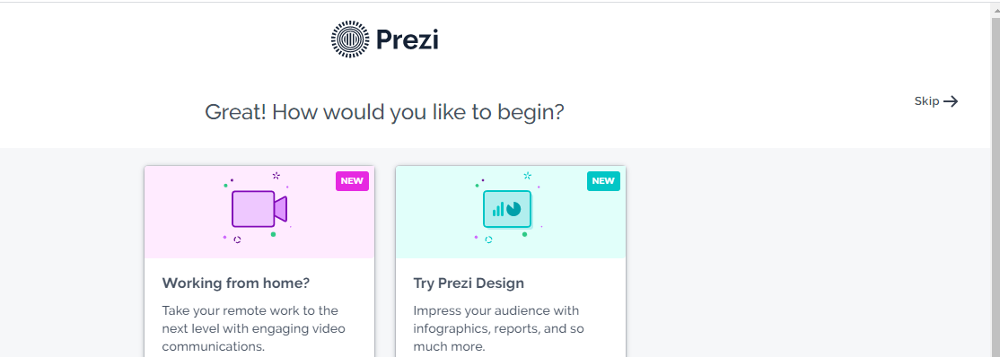 Prezi
Great! How would you like to begin?
Skip
NEW
NEW
Working from home?
Take your remote work to the
next level with engaging video
communications.
Try Prezi Design
Impress your audience with
infographics, reports, and so
much more.